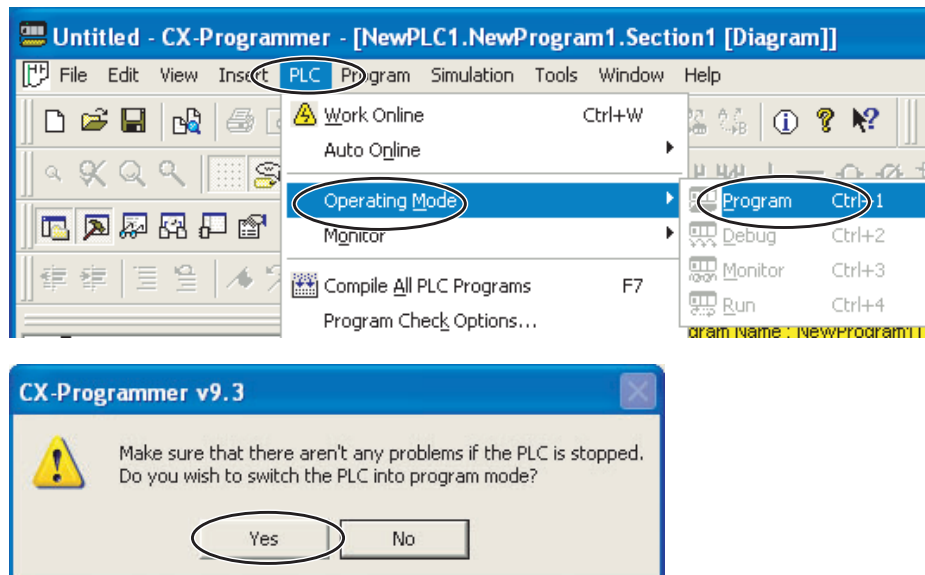 Untitled - CX-Programmer - [NewPLC1.NewProgram1.Section1 [Diagram]]
File Edit View Insert PLC Program Simulation Tools Window Help
Work Online Ctrl+W
Auto Online
Operating Mode
Program Ctrl+1
Monitor
Debug Ctrl+2
Monitor Ctrl+3
Compile All PLC Programs F7
Run Ctrl+4
Program Check Options...
gram Name : NewProgram1]
CX-Programmer v9.3
Make sure that there aren't any problems if the PLC is stopped.
Do you wish to switch the PLC into program mode?
Yes No